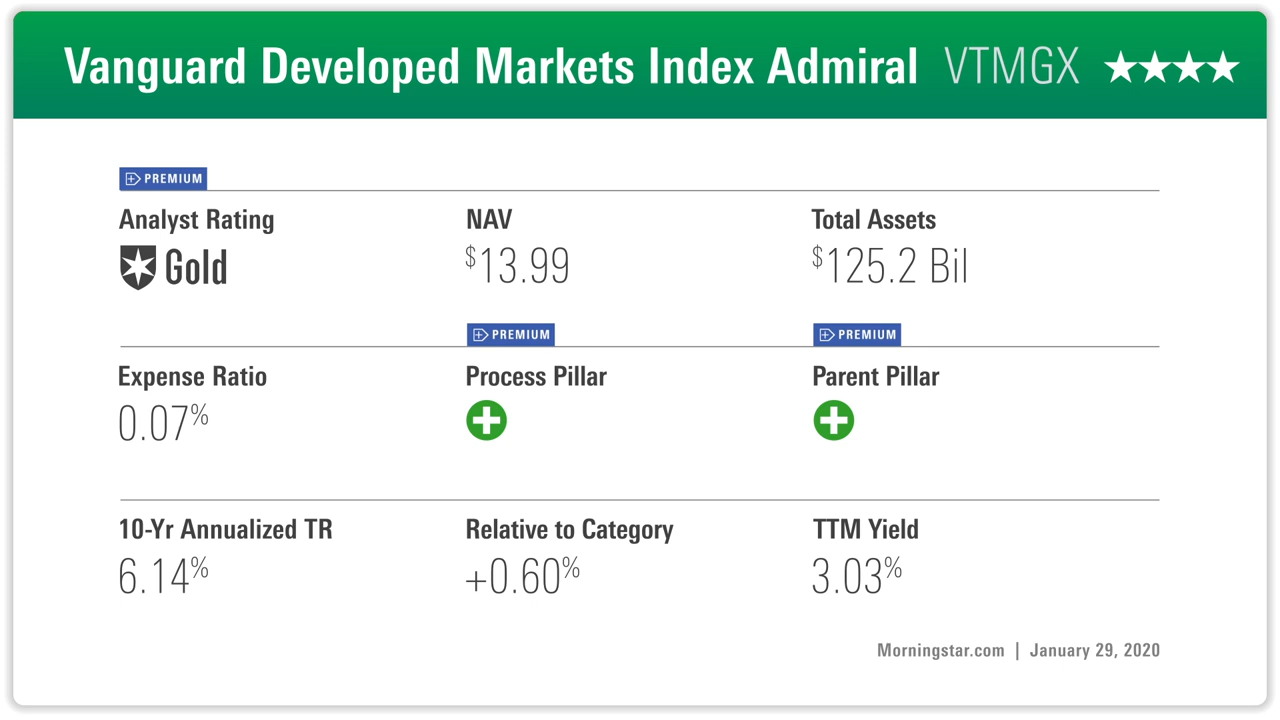 Vanguard Developed Markets Index Admiral VTMGX ★★★★
PREMIUM
Analyst Rating NAV Total Assets
Gold $13.99 $125.2 Bil
PREMIUM PREMIUM
Expense Ratio Process Pillar Parent Pillar
0.07%
10-Yr Annualized TR Relative to Category TTM Yield
6.14% +0.60% 3.03%
Morningstar.com | January 29, 2020